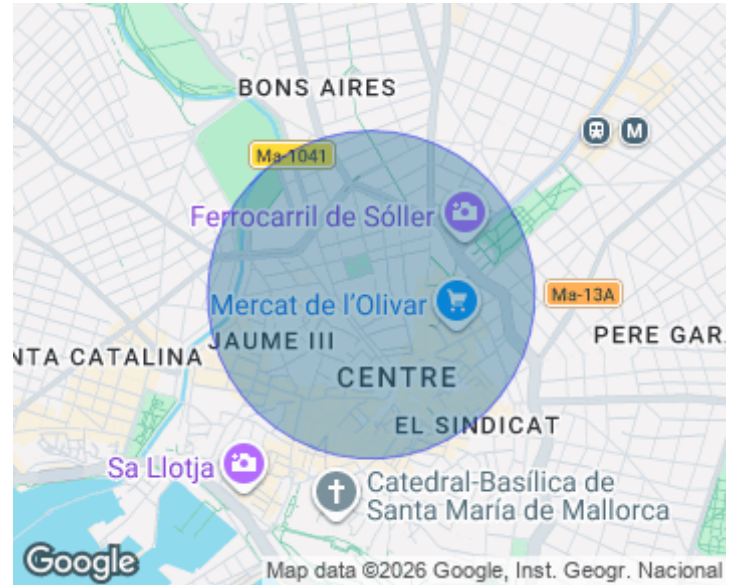 BONS AIRES
Ma-1041
M
Ferrocarril de Sóller
Mercat de l'Olivar
Ma-13A
JAUME III
PERE GAR
NTA CATALINA
CENTRE
EL SINDICAT
Sa Llotja
Catedral-Basílica de
Santa María de Mallorca
Google
Map data ©2026 Google, Inst. Geogr. Nacional